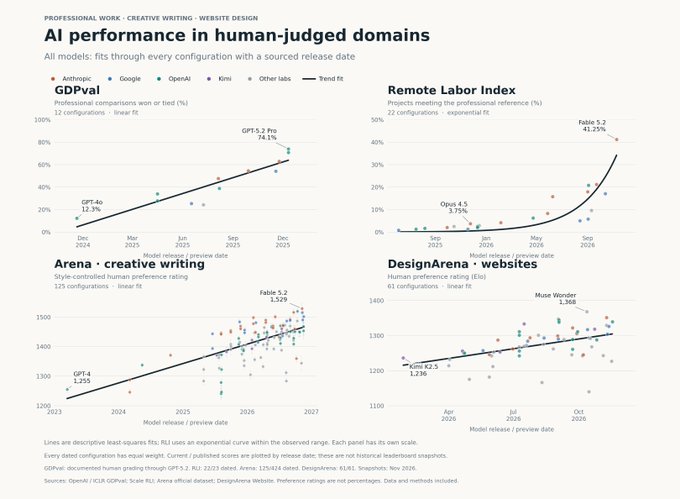 PROFESSIONAL WORK · CREATIVE WRITING · WEBSITE DESIGN
AI performance in human-judged domains
All models: fits through every configuration with a sourced release date
Anthropic Google OpenAI Kimi Other labs Trend fit
GDPval
Professional comparisons won or tied (%)
12 configurations · linear fit
100%
80%
60%
40%
20%
0%
GPT-5.2 Pro
74.1%
GPT-4o
12.3%
Dec 2024
Mar 2025
Jun 2025
Sep 2025
Dec 2025
Model release / preview date
Remote Labor Index
Projects meeting the professional reference (%)
22 configurations · exponential fit
50%
40%
30%
20%
10%
0%
Fable 5.2
41.25%
Opus 4.5
3.75%
Sep 2025
Jan 2026
May 2026
Sep 2026
Model release / preview date
Arena · creative writing
Style-controlled human preference rating
125 configurations · linear fit
1500
1400
1300
1200
Fable 5.2
1,529
GPT-4
1,255
2023
2024
2025
2026
2027
Model release / preview date
DesignArena · websites
Human preference rating (Elo)
61 configurations · linear fit
1400
1300
1200
1100
Muse Wonder
1,368
Kimi K2.5
1,236
Apr 2026
Jul 2026
Oct 2026
Model release / preview date
Lines are descriptive least-squares fits; RLI uses an exponential curve within the observed range. Each panel has its own scale.
Every dated configuration has equal weight. Current / published scores are plotted by release date; these are not historical leaderboard snapshots.
GDPval: documented human grading through GPT-5.2. RLI: 22/23 dated. Arena: 125/424 dated. DesignArena: 61/61. Snapshots: Nov 2026.
Sources: OpenAI / ICLR GDPval; Scale RLI; Arena official dataset; DesignArena Website. Preference ratings are not percentages. Data and methods included.